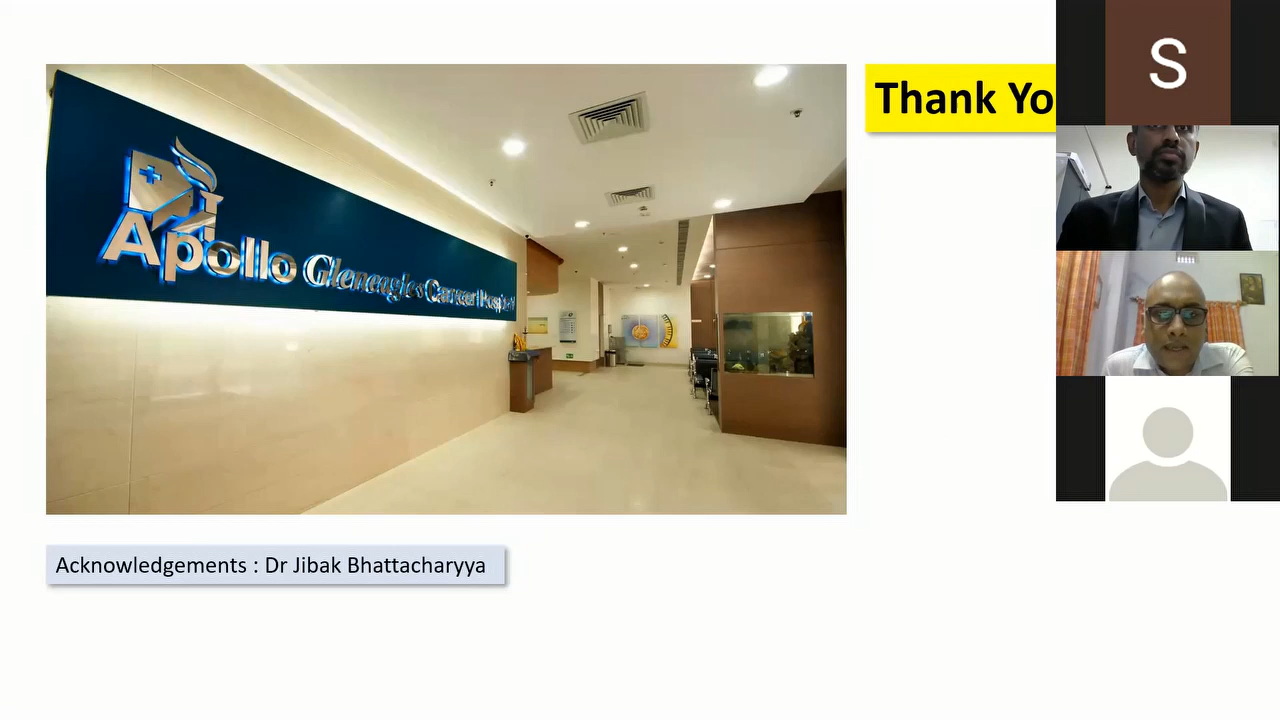 Thank Yo
S
Apollo Gleneagles Cancer Hospital
Acknowledgements : Dr Jibak Bhattacharyya